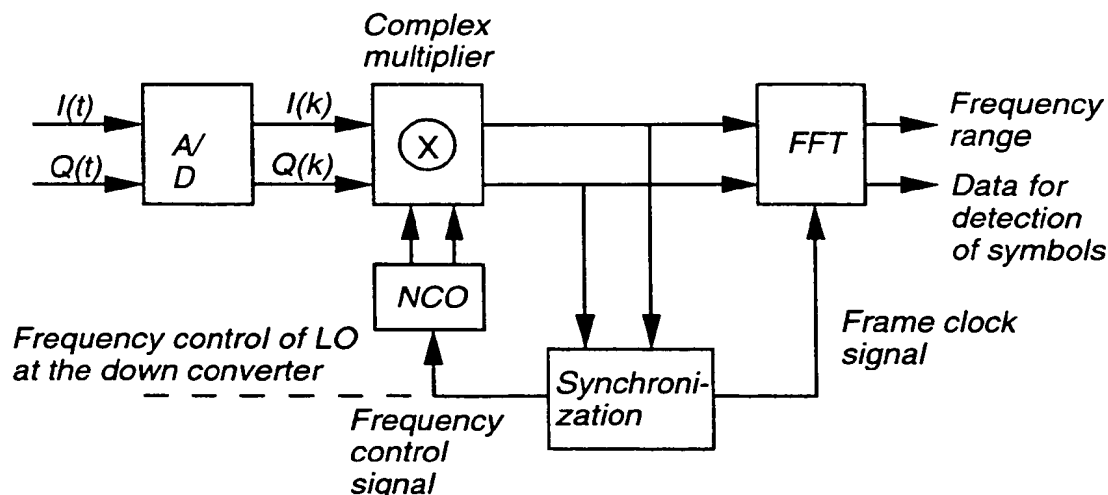 Complex
multiplier
I(t)
I(k)
Frequency
range
A/
D
X
FFT
Q(t)
Q(k)
Data for
detection
of symbols
NCO
Frequency control of LO
at the down converter
Frame clock
signal
Synchroni-
zation
Frequency
control
signal